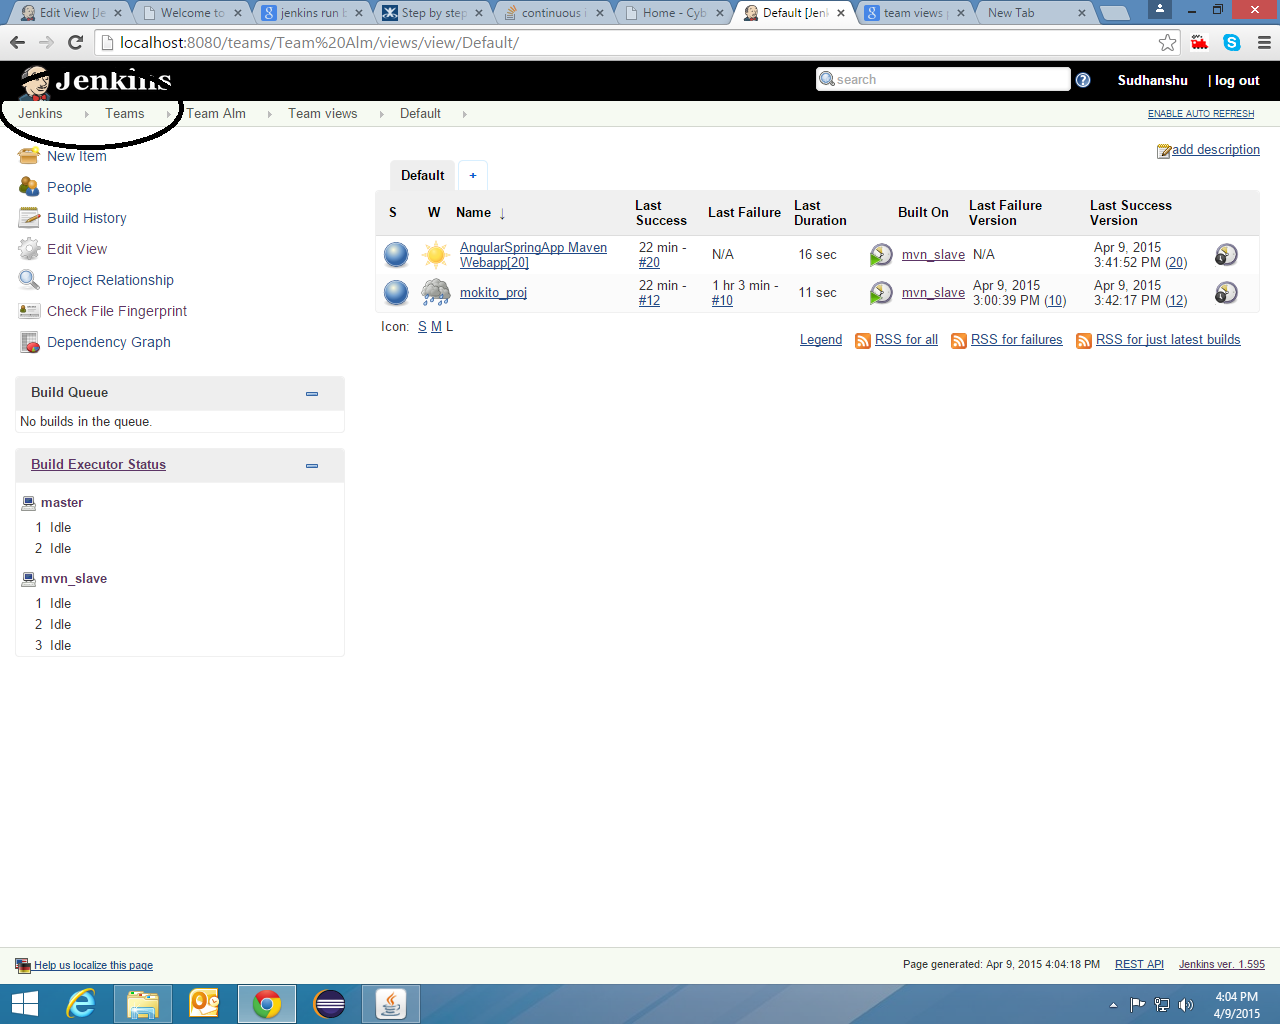 Edit View [Je
Welcome to
jenkins run b
Step by step
continuous i
Home - Cyb
Default [Jenk
team views p
New Tab
localhost:8080/teams/Team%20Alm/views/view/Default/
Jenkins
search
Sudhanshu
| log out
Jenkins
Teams
Team Alm
Team views
Default
ENABLE AUTO REFRESH
New Item
People
Build History
Edit View
Project Relationship
Check File Fingerprint
Dependency Graph
Build Queue
No builds in the queue.
Build Executor Status
master
1 Idle
2 Idle
mvn_slave
1 Idle
2 Idle
3 Idle
add description
Default
+
S W Name ↓ Last Success Last Failure Last Duration Built On Last Failure Version Last Success Version
AngularSpringApp Maven Webapp[20] 22 min - #20 N/A 16 sec mvn_slave N/A Apr 9, 2015 3:41:52 PM (20)
mokito_proj 22 min - #12 1 hr 3 min - #10 11 sec mvn_slave Apr 9, 2015 3:00:39 PM (10) Apr 9, 2015 3:42:17 PM (12)
Icon: S M L
Legend RSS for all RSS for failures RSS for just latest builds
Help us localize this page
Page generated: Apr 9, 2015 4:04:18 PM REST API Jenkins ver. 1.595
4:04 PM
4/9/2015